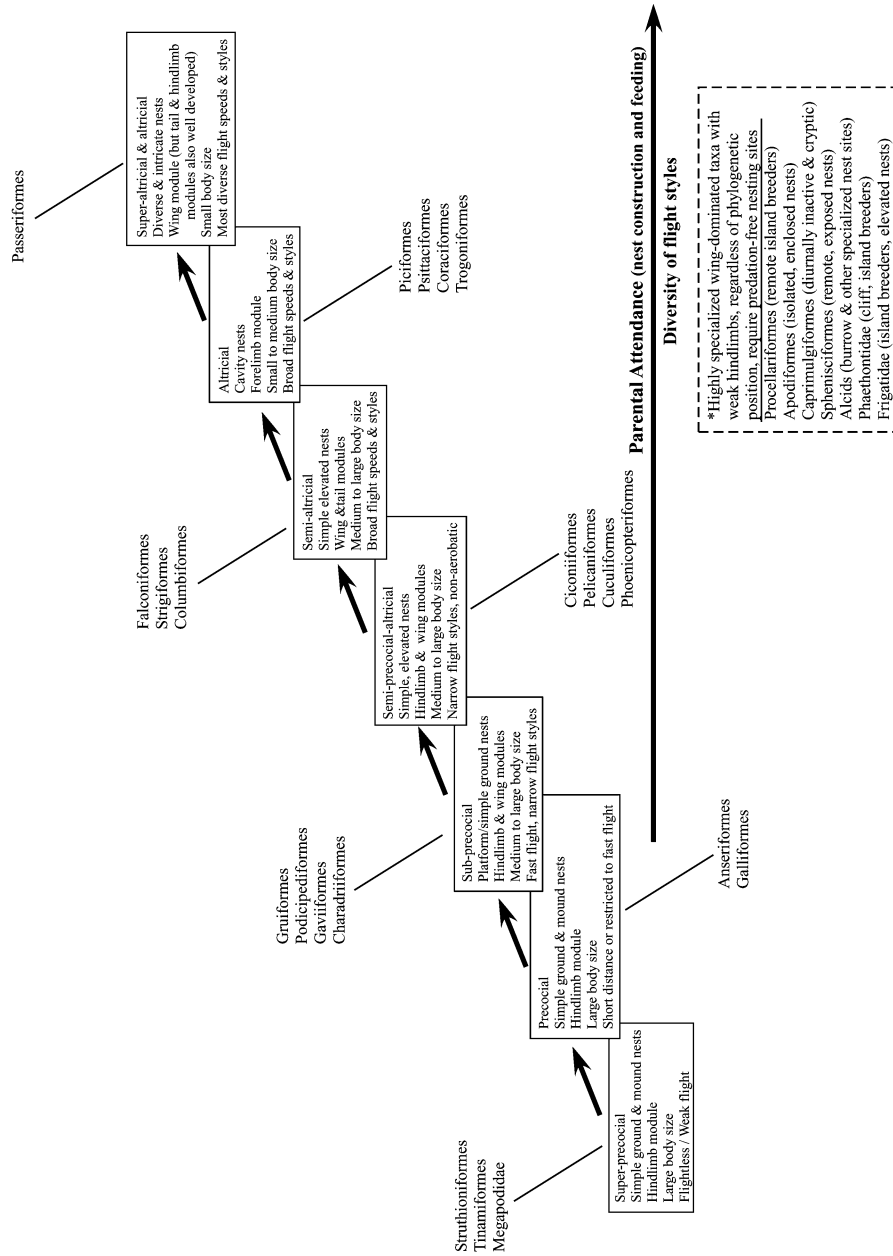 Struthioniformes
Tinamiformes
Megapodidae
Super-precocial
Simple ground & mound nests
Hindlimb module
Large body size
Flightless / Weak flight
Precocial
Simple ground & mound nests
Hindlimb module
Large body size
Short distance or restricted to fast flight
Anseriformes
Galliformes
Gruiformes
Podicipediformes
Gaviiformes
Charadriiformes
Sub-precocial
Platform/simple ground nests
Hindlimb & wing modules
Medium to large body size
Fast flight, narrow flight styles
Semi-precocial-altricial
Simple, elevated nests
Hindlimb & wing modules
Medium to large body size
Narrow flight styles, non-aerobatic
Ciconiiformes
Pelicaniformes
Cuculiformes
Phoenicopteriformes
Falconiformes
Strigiformes
Columbiformes
Semi-altricial
Simple elevated nests
Wing &tail modules
Medium to large body size
Broad flight speeds & styles
Altricial
Cavity nests
Forelimb module
Small to medium body size
Broad flight speeds & styles
Piciformes
Psittaciformes
Coraciformes
Trogoniformes
Passeriformes
Super-altricial & altricial
Diverse & intricate nests
Wing module (but tail & hindlimb
modules also well developed)
Small body size
Most diverse flight speeds & styles
Parental Attendance (nest construction and feeding)
Diversity of flight styles
*Highly specialized wing-dominated taxa with
weak hindlimbs, regardless of phylogenetic
position, require predation-free nesting sites
Procellariformes (remote island breeders)
Apodiformes (isolated, enclosed nests)
Caprimulgiformes (diurnally inactive & cryptic)
Sphenisciformes (remote, exposed nests)
Alcids (burrow & other specialized nest sites)
Phaethontidae (cliff, island breeders)
Frigatidae (island breeders, elevated nests)